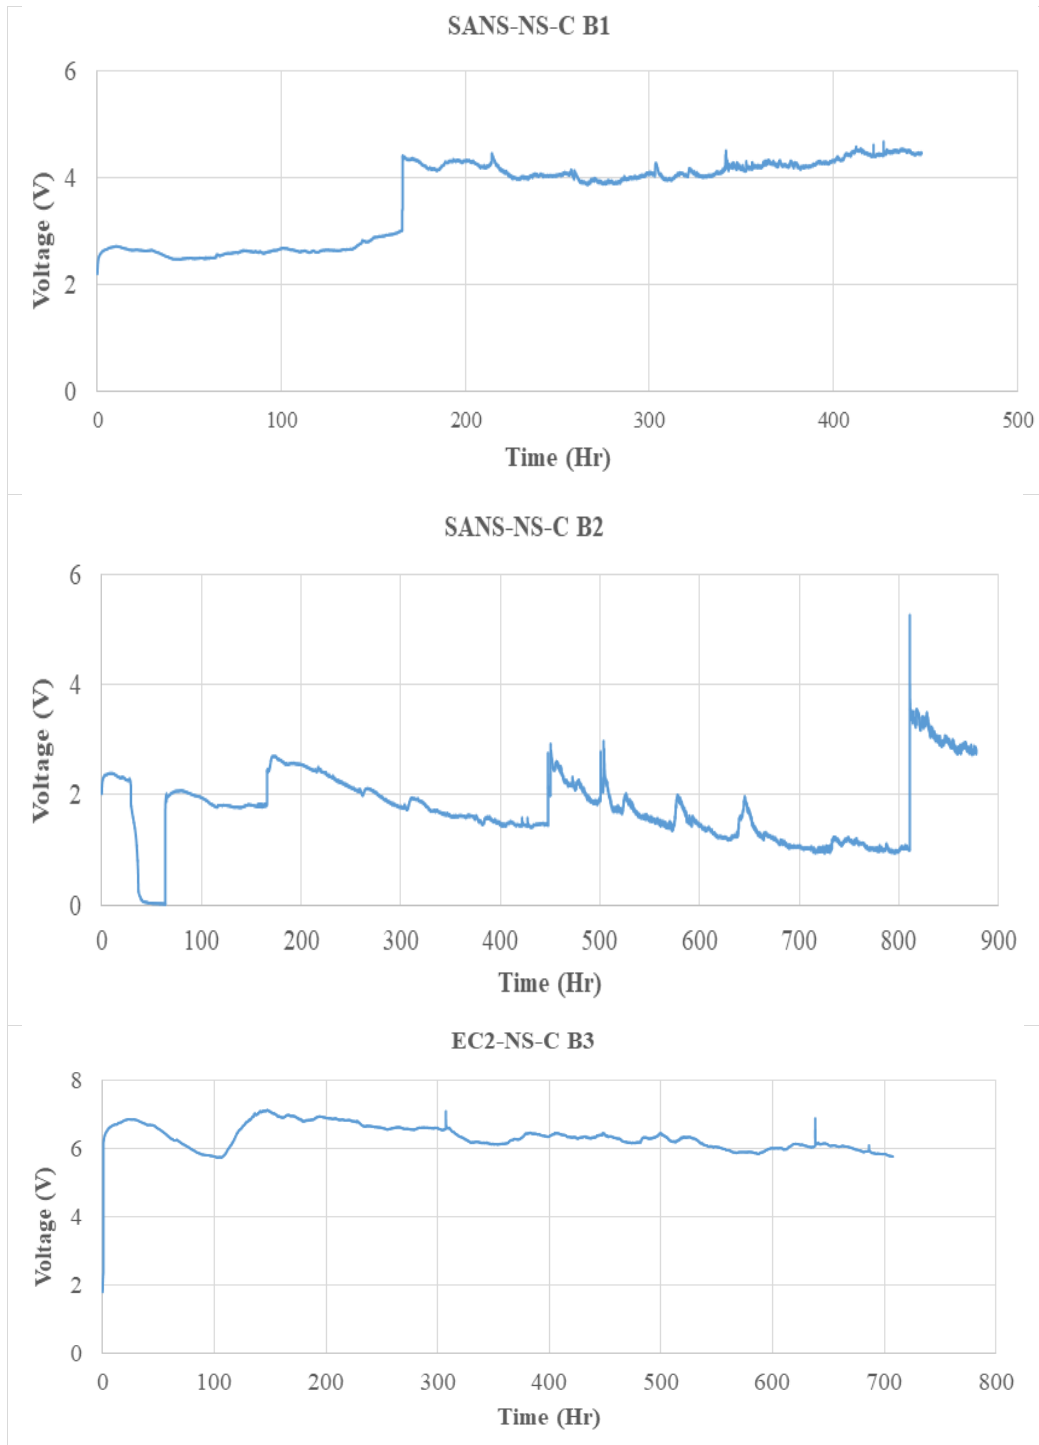 SANS-NS-C B1
6
4
2
0
Voltage (V)
0 100 200 300 400 500
Time (Hr)
SANS-NS-C B2
6
4
2
0
Voltage (V)
0 100 200 300 400 500 600 700 800 900
Time (Hr)
EC2-NS-C B3
8
6
4
2
0
Voltage (V)
0 100 200 300 400 500 600 700 800
Time (Hr)